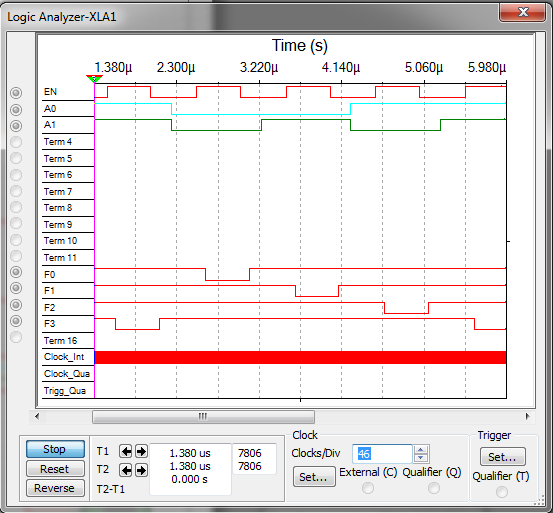 Logic Analyzer-XLA1
Time (s)
1.380µ 2.300µ 3.220µ 4.140µ 5.060µ 5.980µ
EN
A0
A1
Term 4
Term 5
Term 6
Term 7
Term 8
Term 9
Term 10
Term 11
F0
F1
F2
F3
Term 16
Clock_Int
Clock_Qua
Trigg_Qua
Stop
Reset
Reverse
T1 1.380 us 7806
T2 1.380 us 7806
T2-T1 0.000 s
Clock
Clocks/Div 46
Set... External (C) Qualifier (Q)
Trigger
Set...
Qualifier (T)